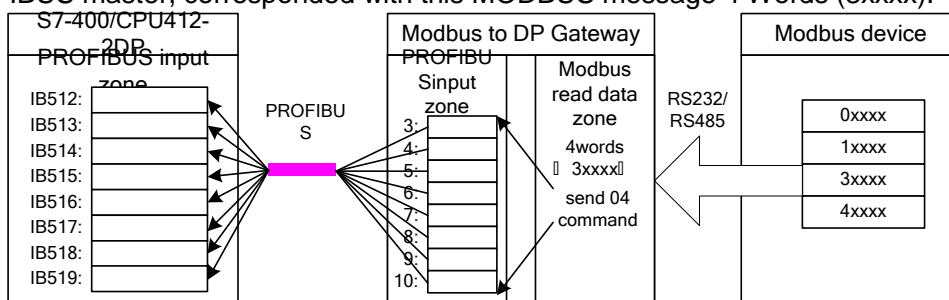 IBUS master, corresponded with this MODBUS message 4 Words (3xxxx):
S7-400/CPU412-
2DP
PROFIBUS input
zone
IB512:
IB513:
IB514:
IB515:
IB516:
IB517:
IB518:
IB519:
PROFIBU
S
Modbus to DP Gateway
PROFIBU
Sinput
zone
3:
4:
5:
6:
7:
8:
9:
10:
Modbus
read data
zone
4words
3xxxx
send 04
command
RS232/
RS485
Modbus device
0xxxx
1xxxx
3xxxx
4xxxx